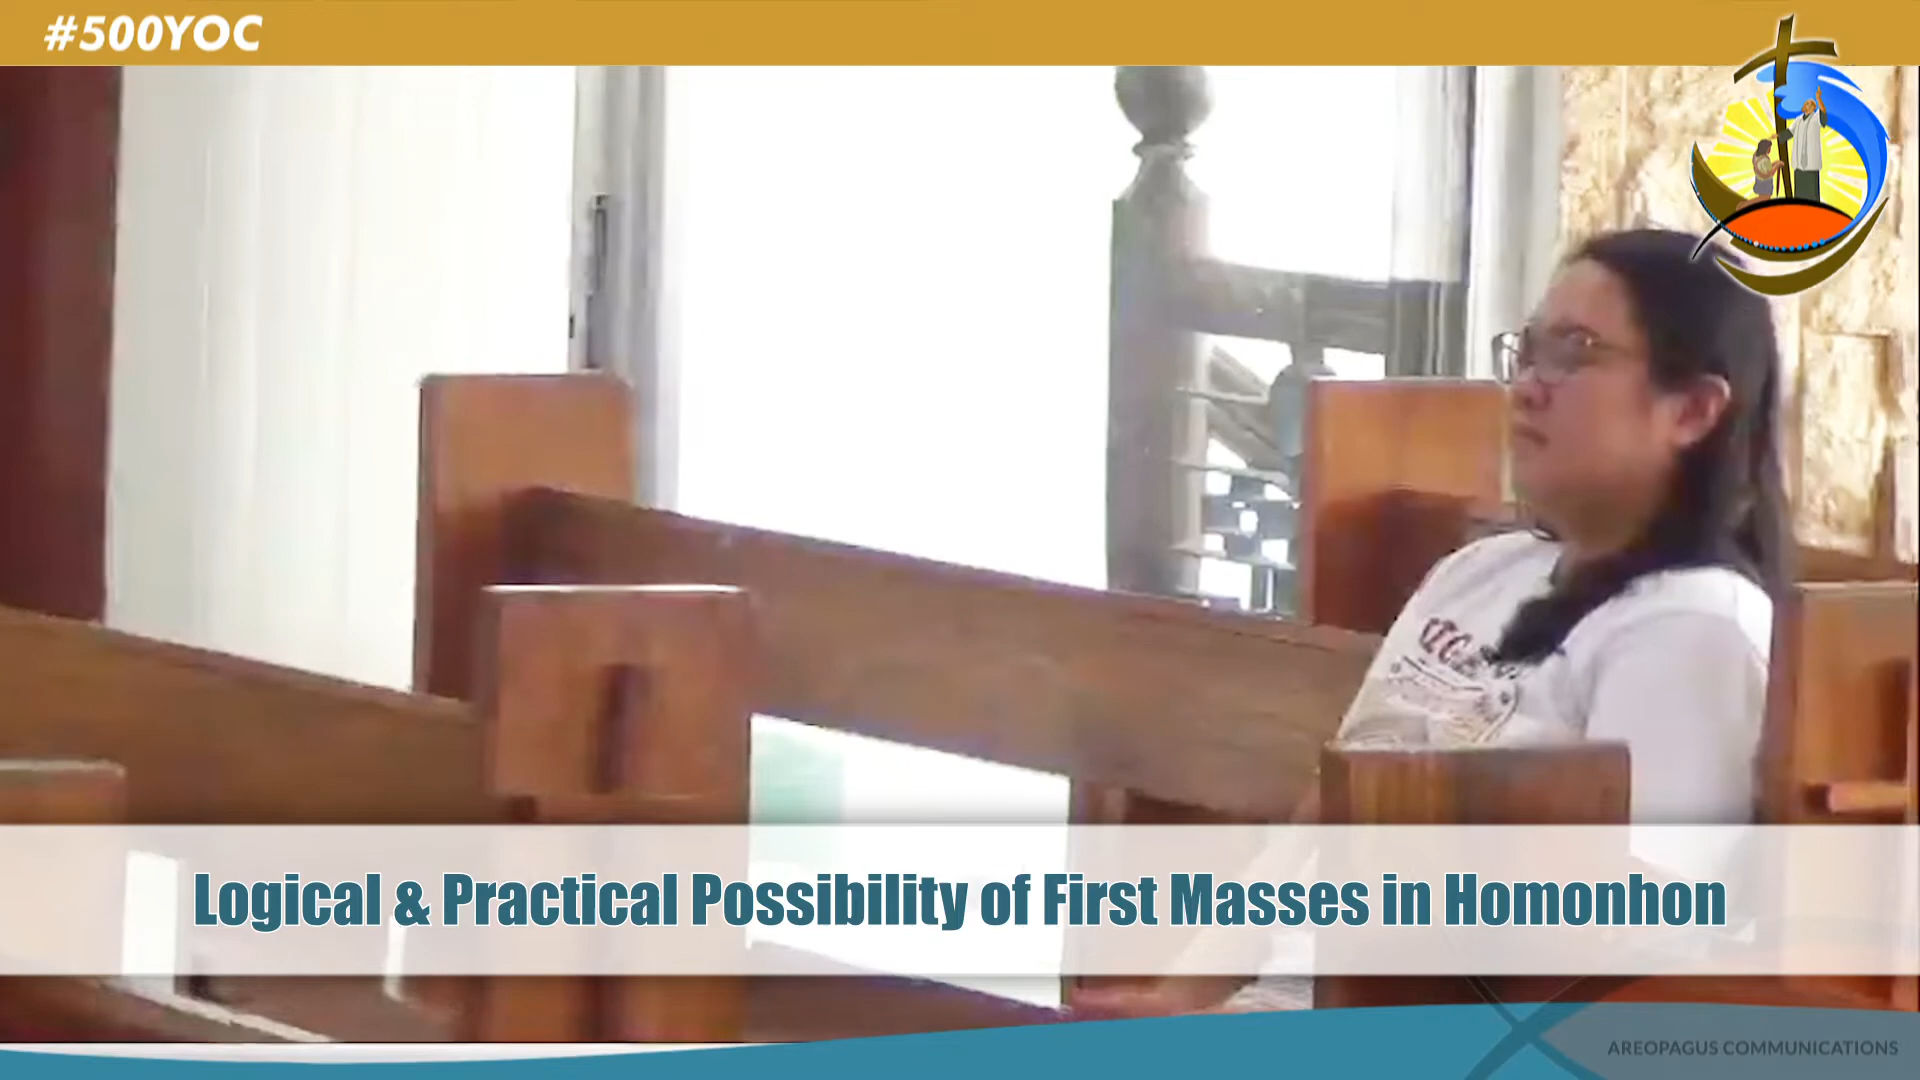 #500YOC
Logical & Practical Possibility of First Masses in Homonhon
AREOPAGUS COMMUNICATIONS